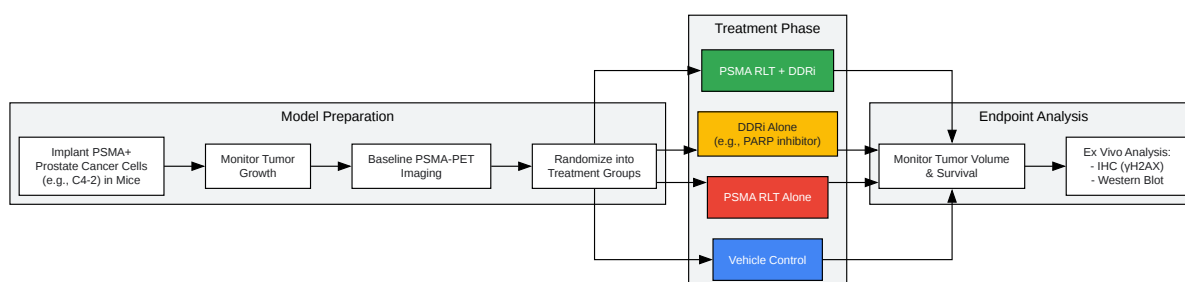 Treatment Phase
PSMA RLT + DDRi
Model Preparation
DDRi Alone
(e.g., PARP inhibitor)
Endpoint Analysis
Implant PSMA+
Prostate Cancer Cells
(e.g., C4-2) in Mice
Monitor Tumor
Growth
Baseline PSMA-PET
Imaging
Randomize into
Treatment Groups
Monitor Tumor Volume
& Survival
Ex Vivo Analysis:
- IHC (γH2AX)
- Western Blot
PSMA RLT Alone
Vehicle Control